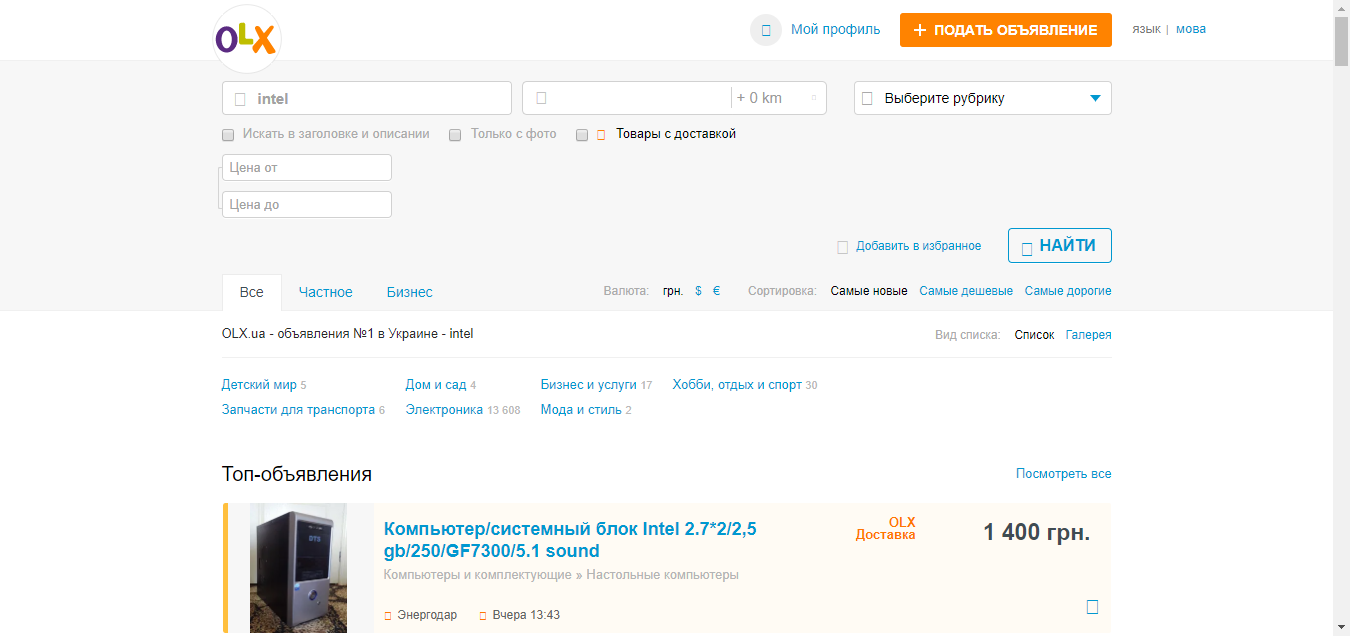 OLX
Мой профиль
+ ПОДАТЬ ОБЪЯВЛЕНИЕ
язык | мова
intel
+ 0 km
Выберите рубрику
Искать в заголовке и описании
Только с фото
Товары с доставкой
Цена от
Цена до
Добавить в избранное
НАЙТИ
Все
Частное
Бизнес
Валюта: грн. $ €
Сортировка: Самые новые Самые дешевые Самые дорогие
OLX.ua - объявления №1 в Украине - intel
Вид списка: Список Галерея
Детский мир 5
Дом и сад 4
Бизнес и услуги 17
Хобби, отдых и спорт 30
Запчасти для транспорта 6
Электроника 13 608
Мода и стиль 2
Топ-объявления
Посмотреть все
Компьютер/системный блок Intel 2.7*2/2,5
gb/250/GF7300/5.1 sound
OLX
Доставка
1 400 грн.
Компьютеры и комплектующие » Настольные компьютеры
Энергодар
Вчера 13:43